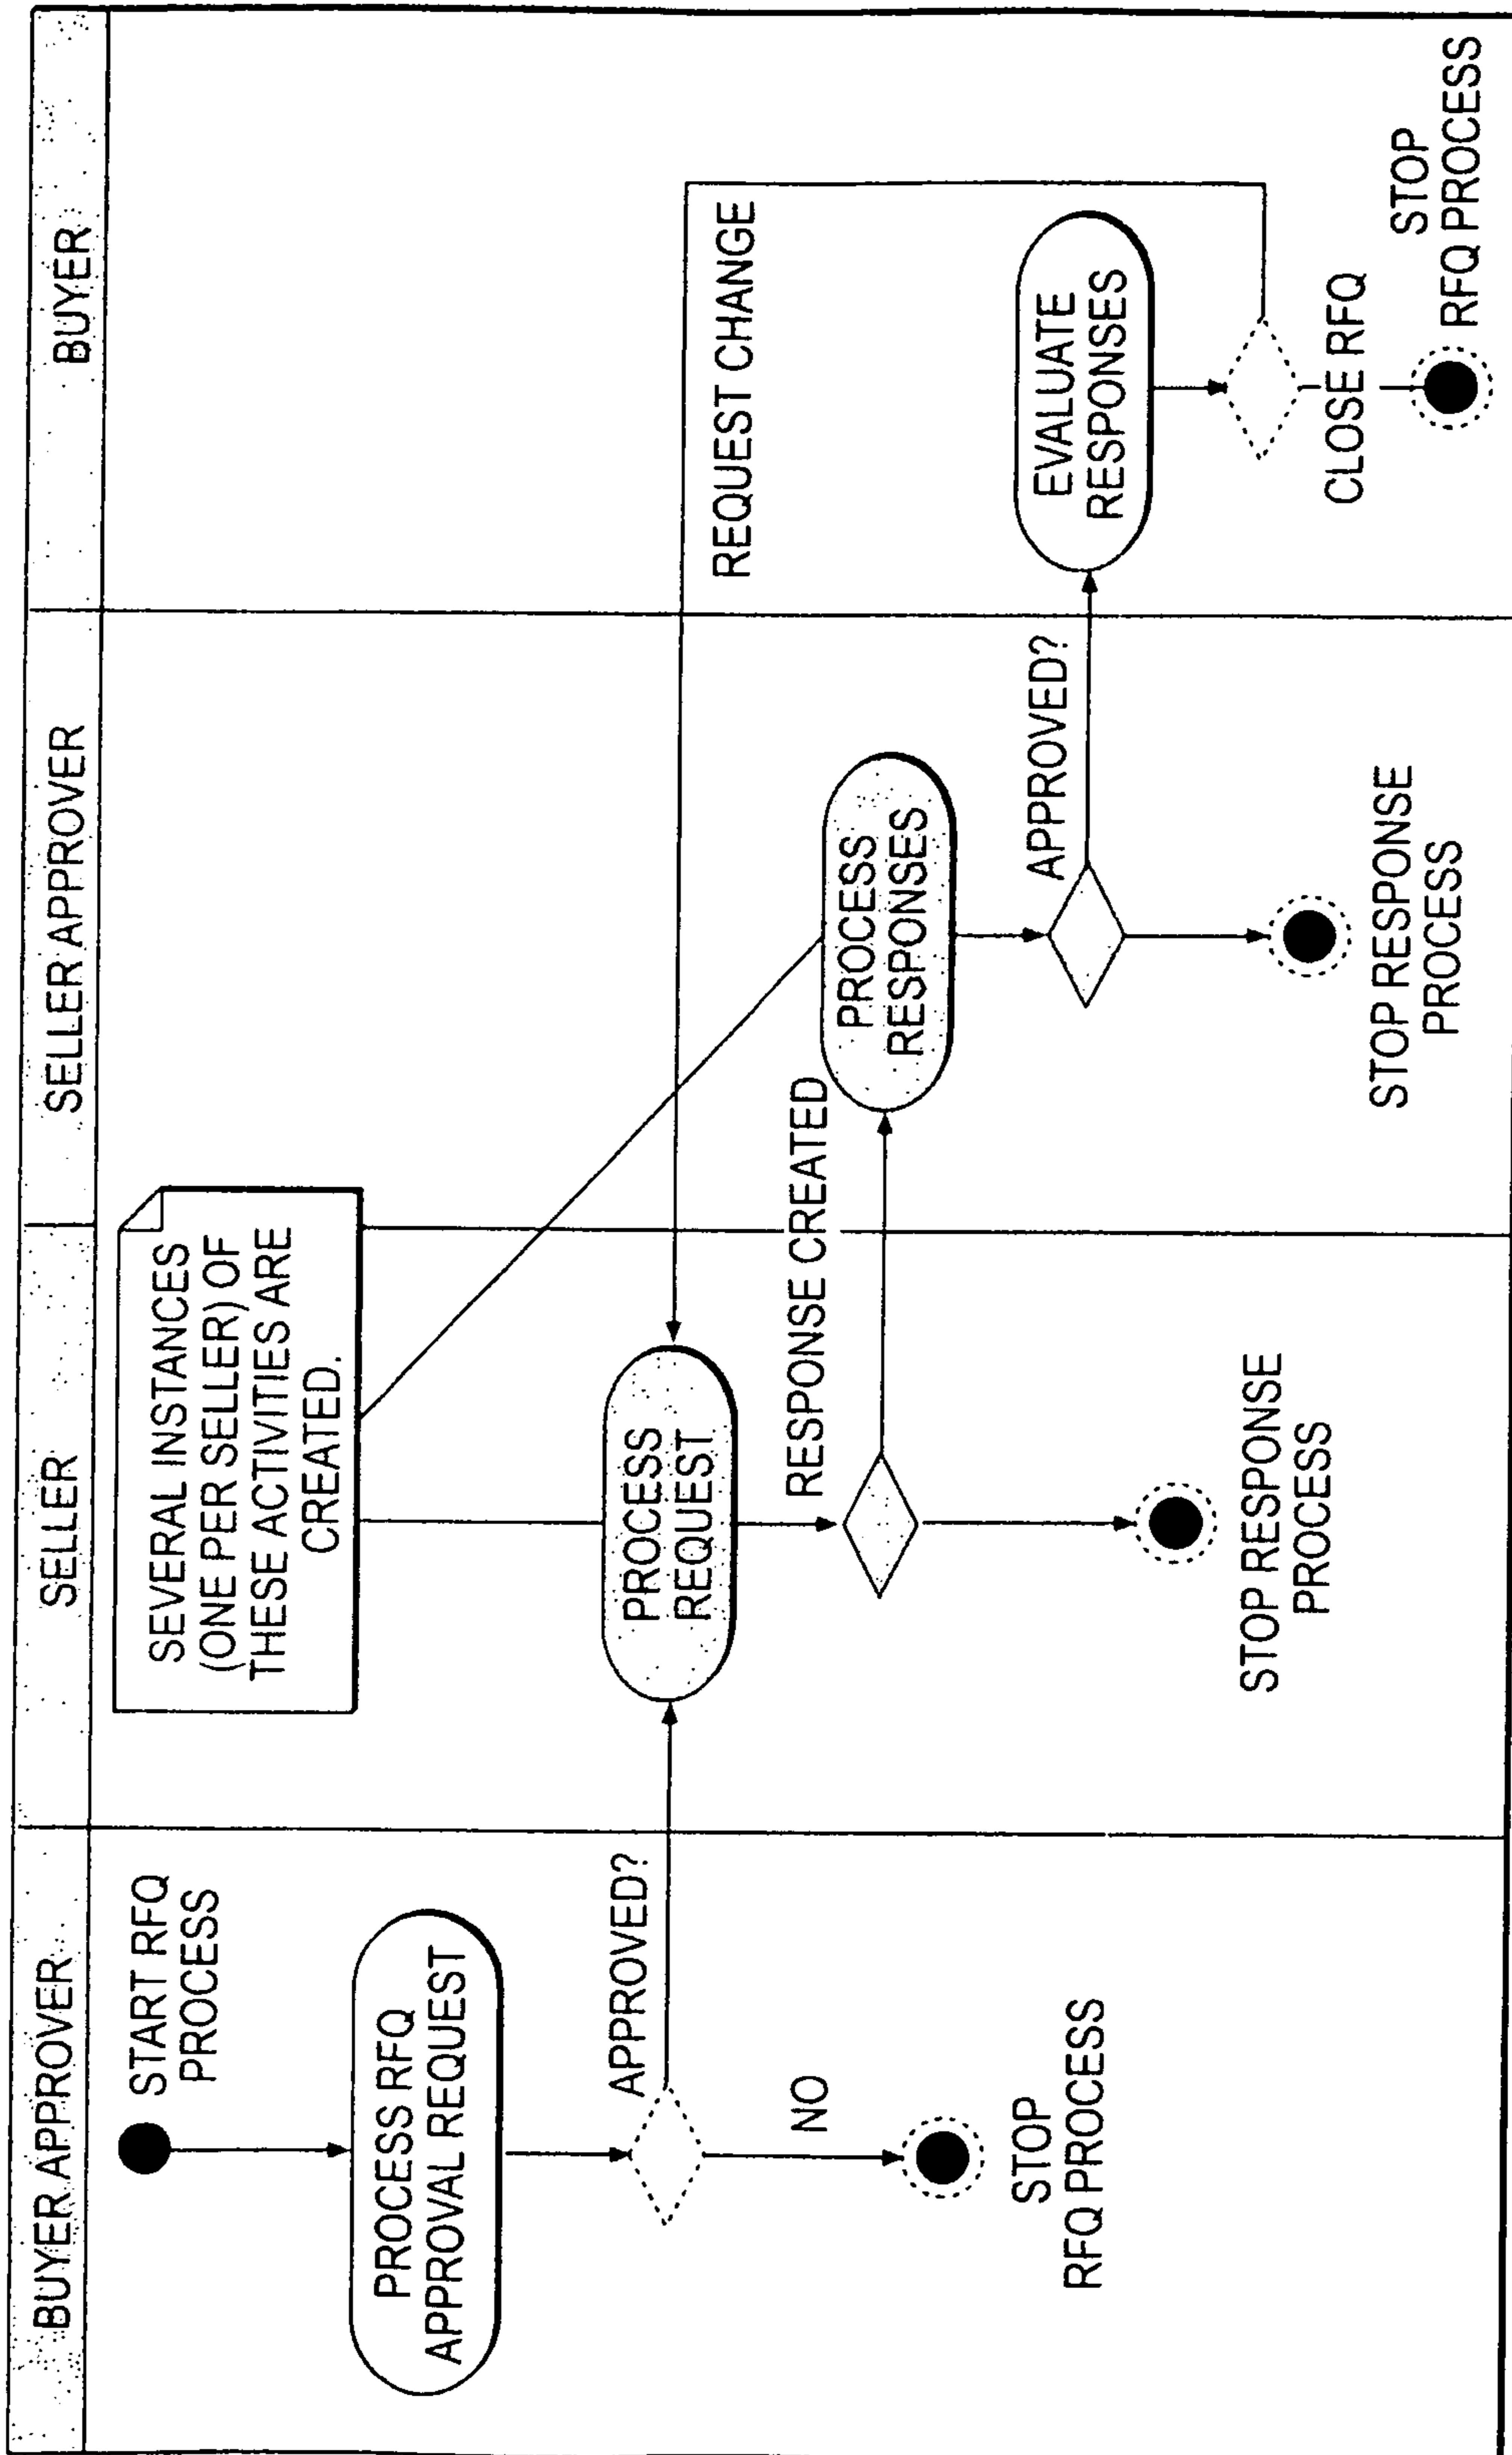 BUYER APPROVER
SELLER
SELLER APPROVER
BUYER
START RFQ
PROCESS
PROCESS RFQ
APPROVAL REQUEST
APPROVED?
NO
STOP
RFQ PROCESS
SEVERAL INSTANCES
(ONE PER SELLER) OF
THESE ACTIVITIES ARE
CREATED.
PROCESS
REQUEST
RESPONSE CREATED
STOP RESPONSE
PROCESS
PROCESS
RESPONSES
APPROVED?
STOP RESPONSE
PROCESS
REQUEST CHANGE
EVALUATE
RESPONSES
CLOSE RFQ
STOP
RFQ PROCESS